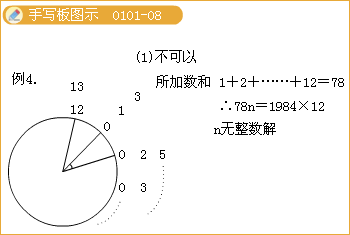 手写板图示 0101-08
(1)不可以
例4.
所加数和 1+2+……+12=78
∴78n=1984×12
n无整数解
13
12
1
3
0
0 2 5
0 3